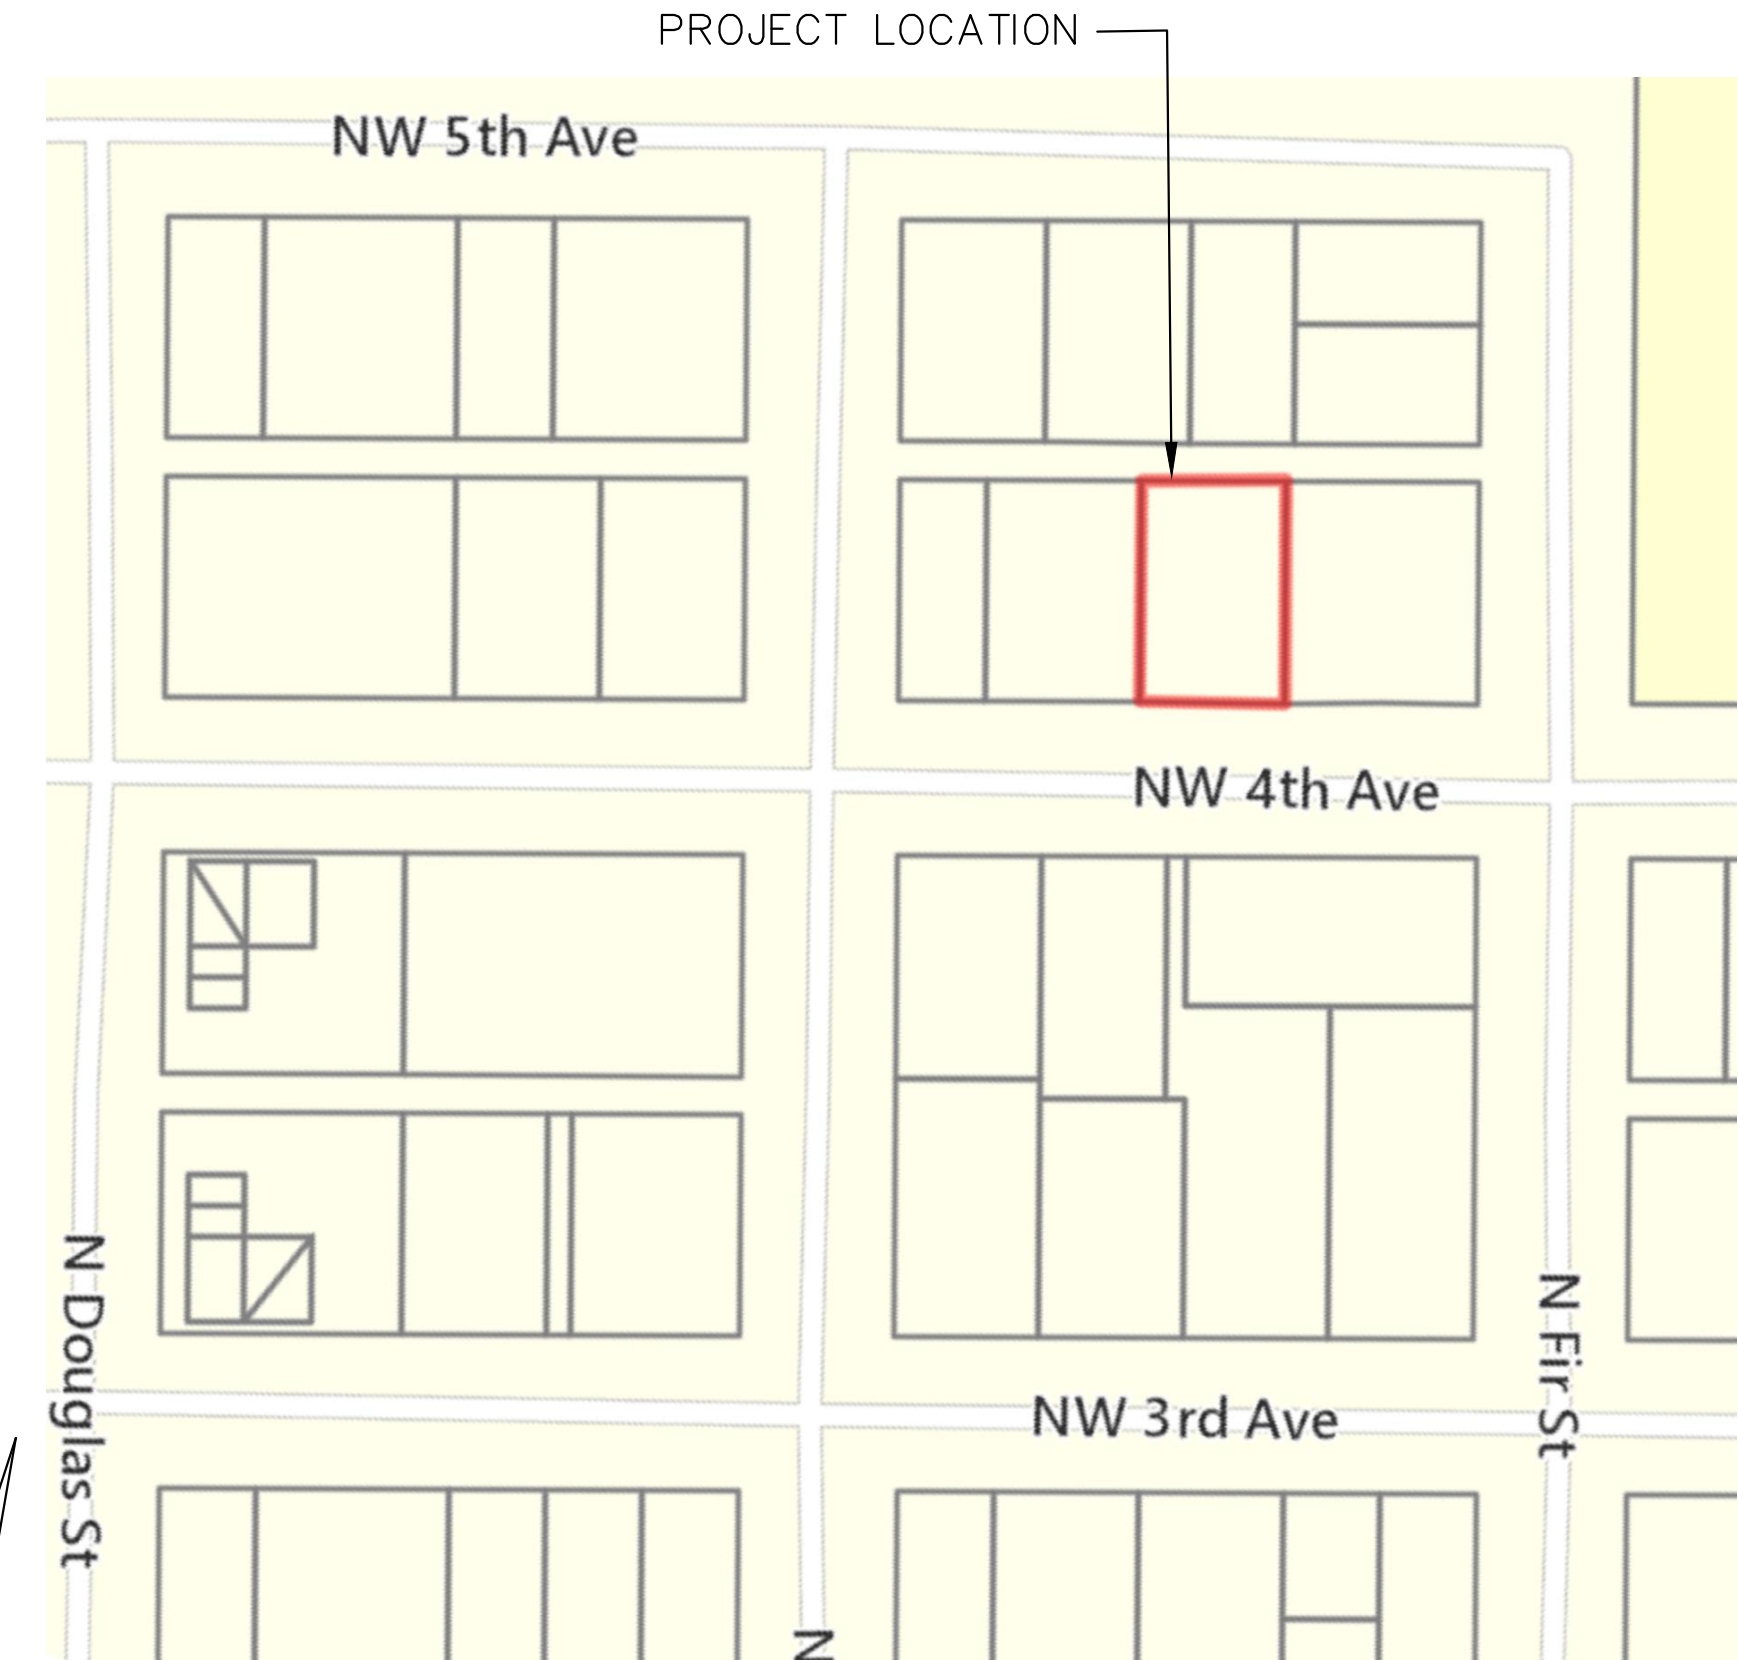 PROJECT LOCATION
NW 5th Ave
NW 4th Ave
N Douglas St
N Fir St
NW 3rd Ave
N